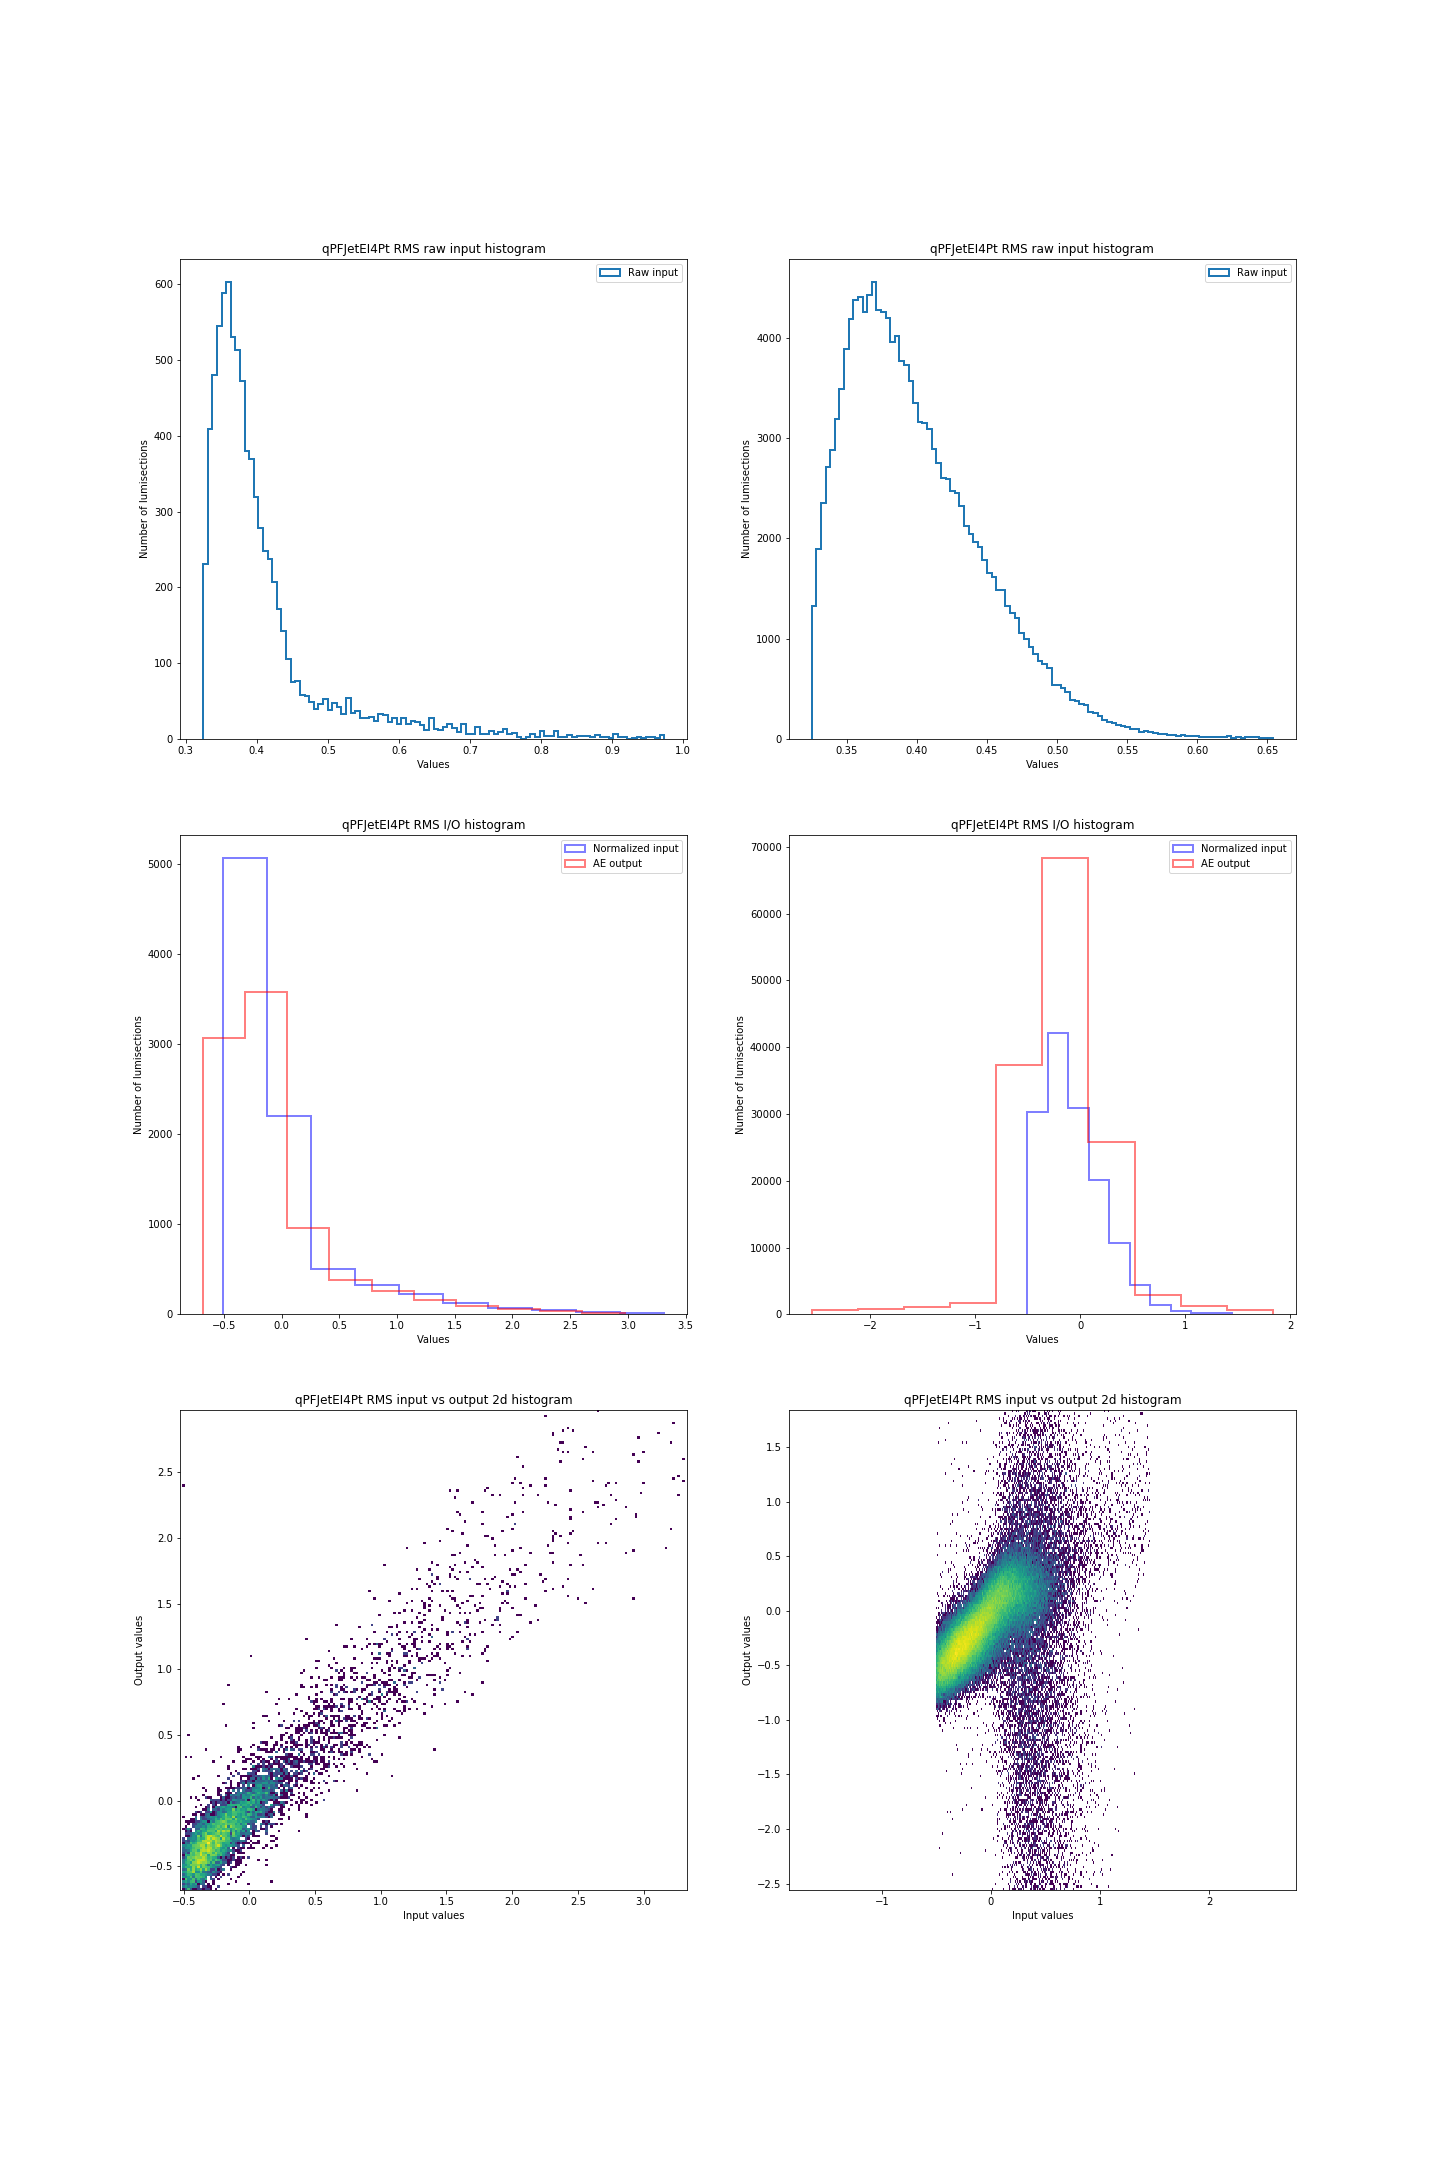 qPFJetEI4Pt RMS raw input histogram
Raw input
600
500
400
300
200
100
0
Number of lumisections
0.3 0.4 0.5 0.6 0.7 0.8 0.9 1.0
Values
qPFJetEI4Pt RMS raw input histogram
Raw input
4000
3000
2000
1000
0
Number of lumisections
0.35 0.40 0.45 0.50 0.55 0.60 0.65
Values
qPFJetEI4Pt RMS I/O histogram
Normalized input
AE output
5000
4000
3000
2000
1000
0
Number of lumisections
−0.5 0.0 0.5 1.0 1.5 2.0 2.5 3.0 3.5
Values
qPFJetEI4Pt RMS I/O histogram
Normalized input
AE output
70000
60000
50000
40000
30000
20000
10000
0
Number of lumisections
−2 −1 0 1 2
Values
qPFJetEI4Pt RMS input vs output 2d histogram
2.5
2.0
1.5
1.0
0.5
0.0
−0.5
Output values
−0.5 0.0 0.5 1.0 1.5 2.0 2.5 3.0
Input values
qPFJetEI4Pt RMS input vs output 2d histogram
1.5
1.0
0.5
0.0
−0.5
−1.0
−1.5
−2.0
−2.5
Output values
−1 0 1 2
Input values